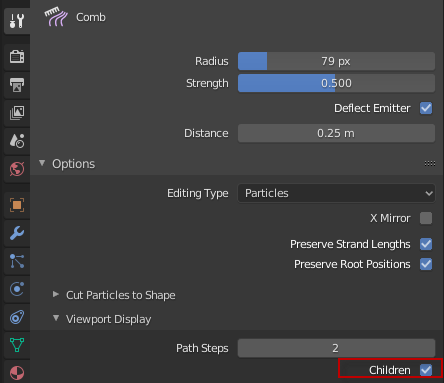 Comb
Radius 79 px
Strength 0.500
Deflect Emitter
Distance 0.25 m
Options
Editing Type Particles
X Mirror
Preserve Strand Lengths
Preserve Root Positions
Cut Particles to Shape
Viewport Display
Path Steps 2
Children